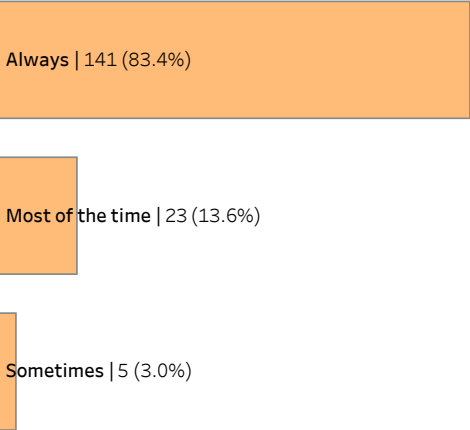 Always | 141 (83.4%)
Most of the time | 23 (13.6%)
Sometimes | 5 (3.0%)